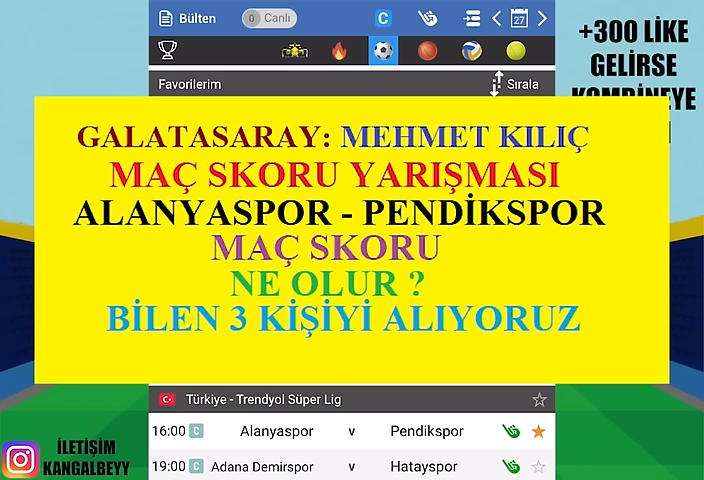 Bülten
0 Canlı
C
27
+300 LİKE
GELİRSE
KOMBİNEYE
Favorilerim
Sırala
GALATASARAY: MEHMET KILIÇ
MAÇ SKORU YARIŞMASI
ALANYASPOR - PENDİKSPOR
MAÇ SKORU
NE OLUR ?
BİLEN 3 KİŞİYİ ALIYORUZ
Türkiye - Trendyol Süper Lig
16:00 C Alanyaspor v Pendikspor
19:00 C Adana Demirspor v Hatayspor
İLETİŞİM
KANGALBEYY